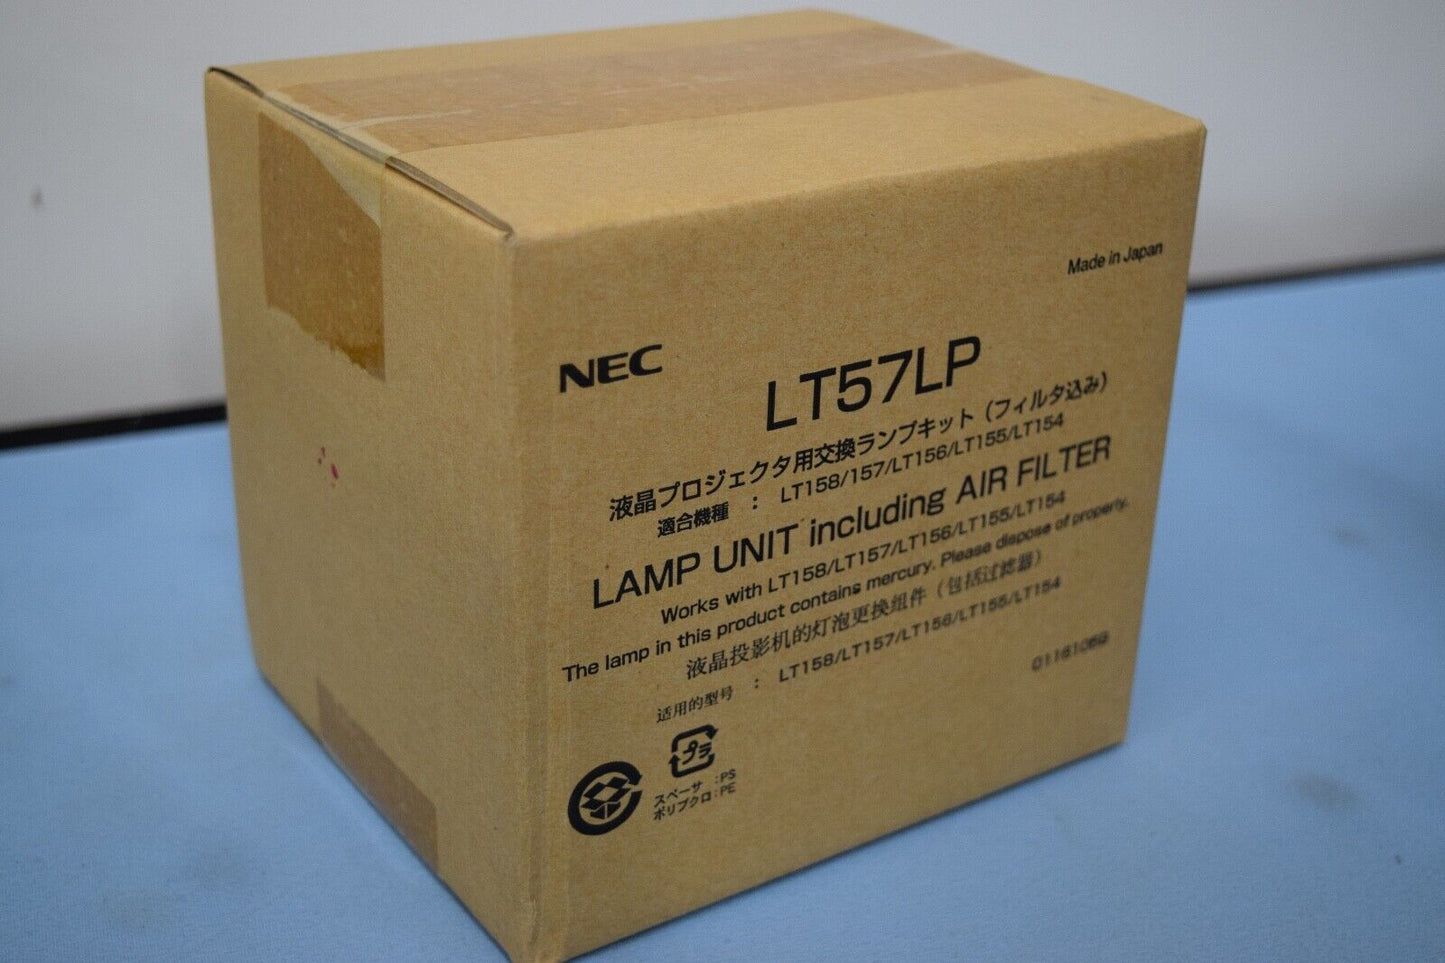 Made in Japan
NEC
LT57LP
液晶プロジェクタ用交換ランプキット（フィルタ込み）
適合機種 : LT158/157/LT156/LT155/LT154
LAMP UNIT including AIR FILTER
Works with LT158/LT157/LT156/LT155/LT154
The lamp in this product contains mercury. Please dispose of properly.
液晶投影机的灯泡更换组件（包括过滤器）
适用的型号 : LT158/LT157/LT156/LT155/LT154
プラ
スペーサ :PS
ポリブクロ:PE